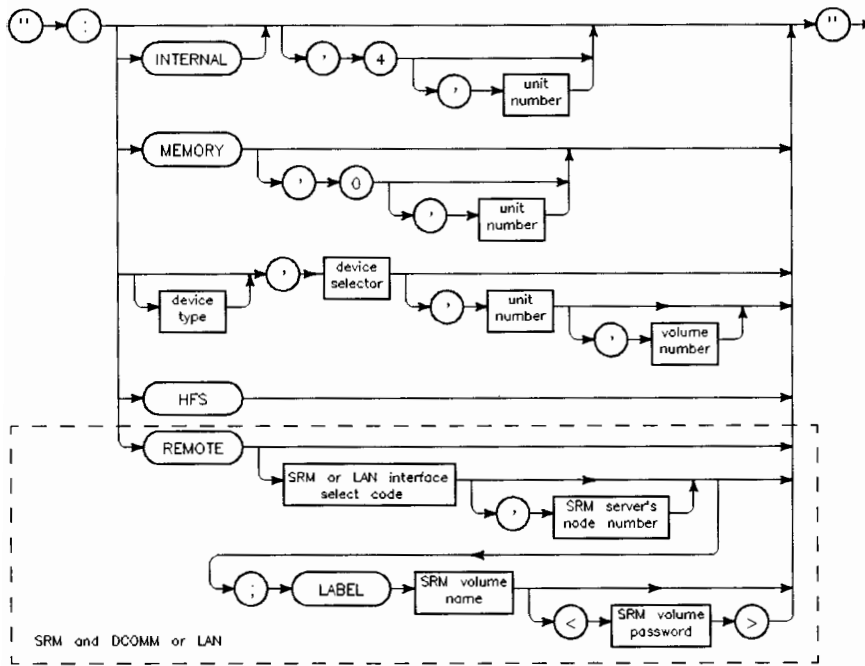 " : "
INTERNAL , 4 , unit number
MEMORY , 0 , unit number
device type , device selector , unit number , volume number
HFS
REMOTE
SRM or LAN interface select code , SRM server's node number
; LABEL SRM volume name < SRM volume password >
SRM and DCOMM or LAN